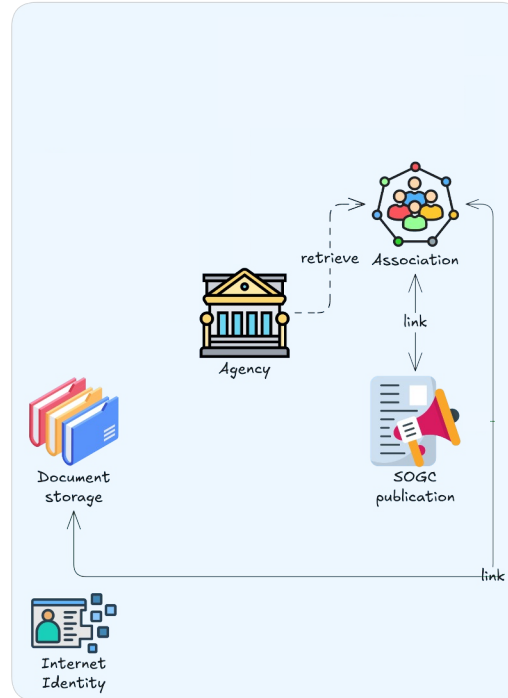 retrieve
Association
link
Agency
Document
storage
SOGC
publication
link
Internet
Identity